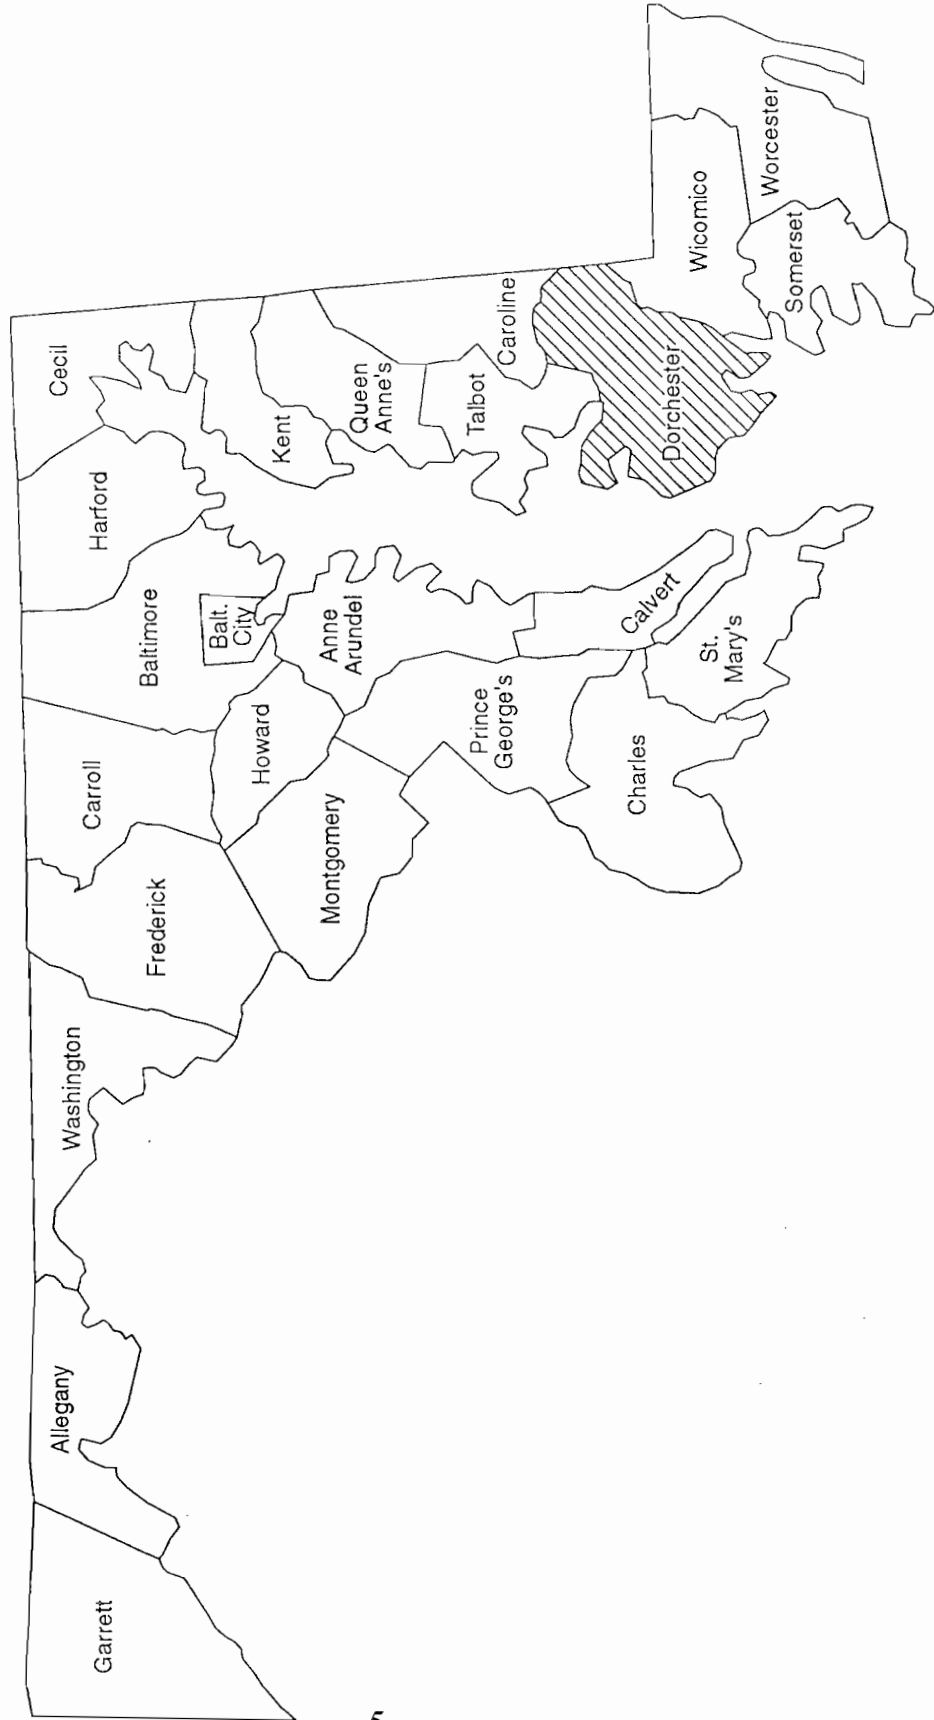 Garrett
Allegany
Washington
Frederick
Carroll
Baltimore
Harford
Cecil
Balt.
City
Howard
Montgomery
Anne
Arundel
Prince
George's
Charles
Calvert
St.
Mary's
Kent
Queen
Anne's
Talbot
Caroline
Dorchester
Wicomico
Worcester
Somerset
5